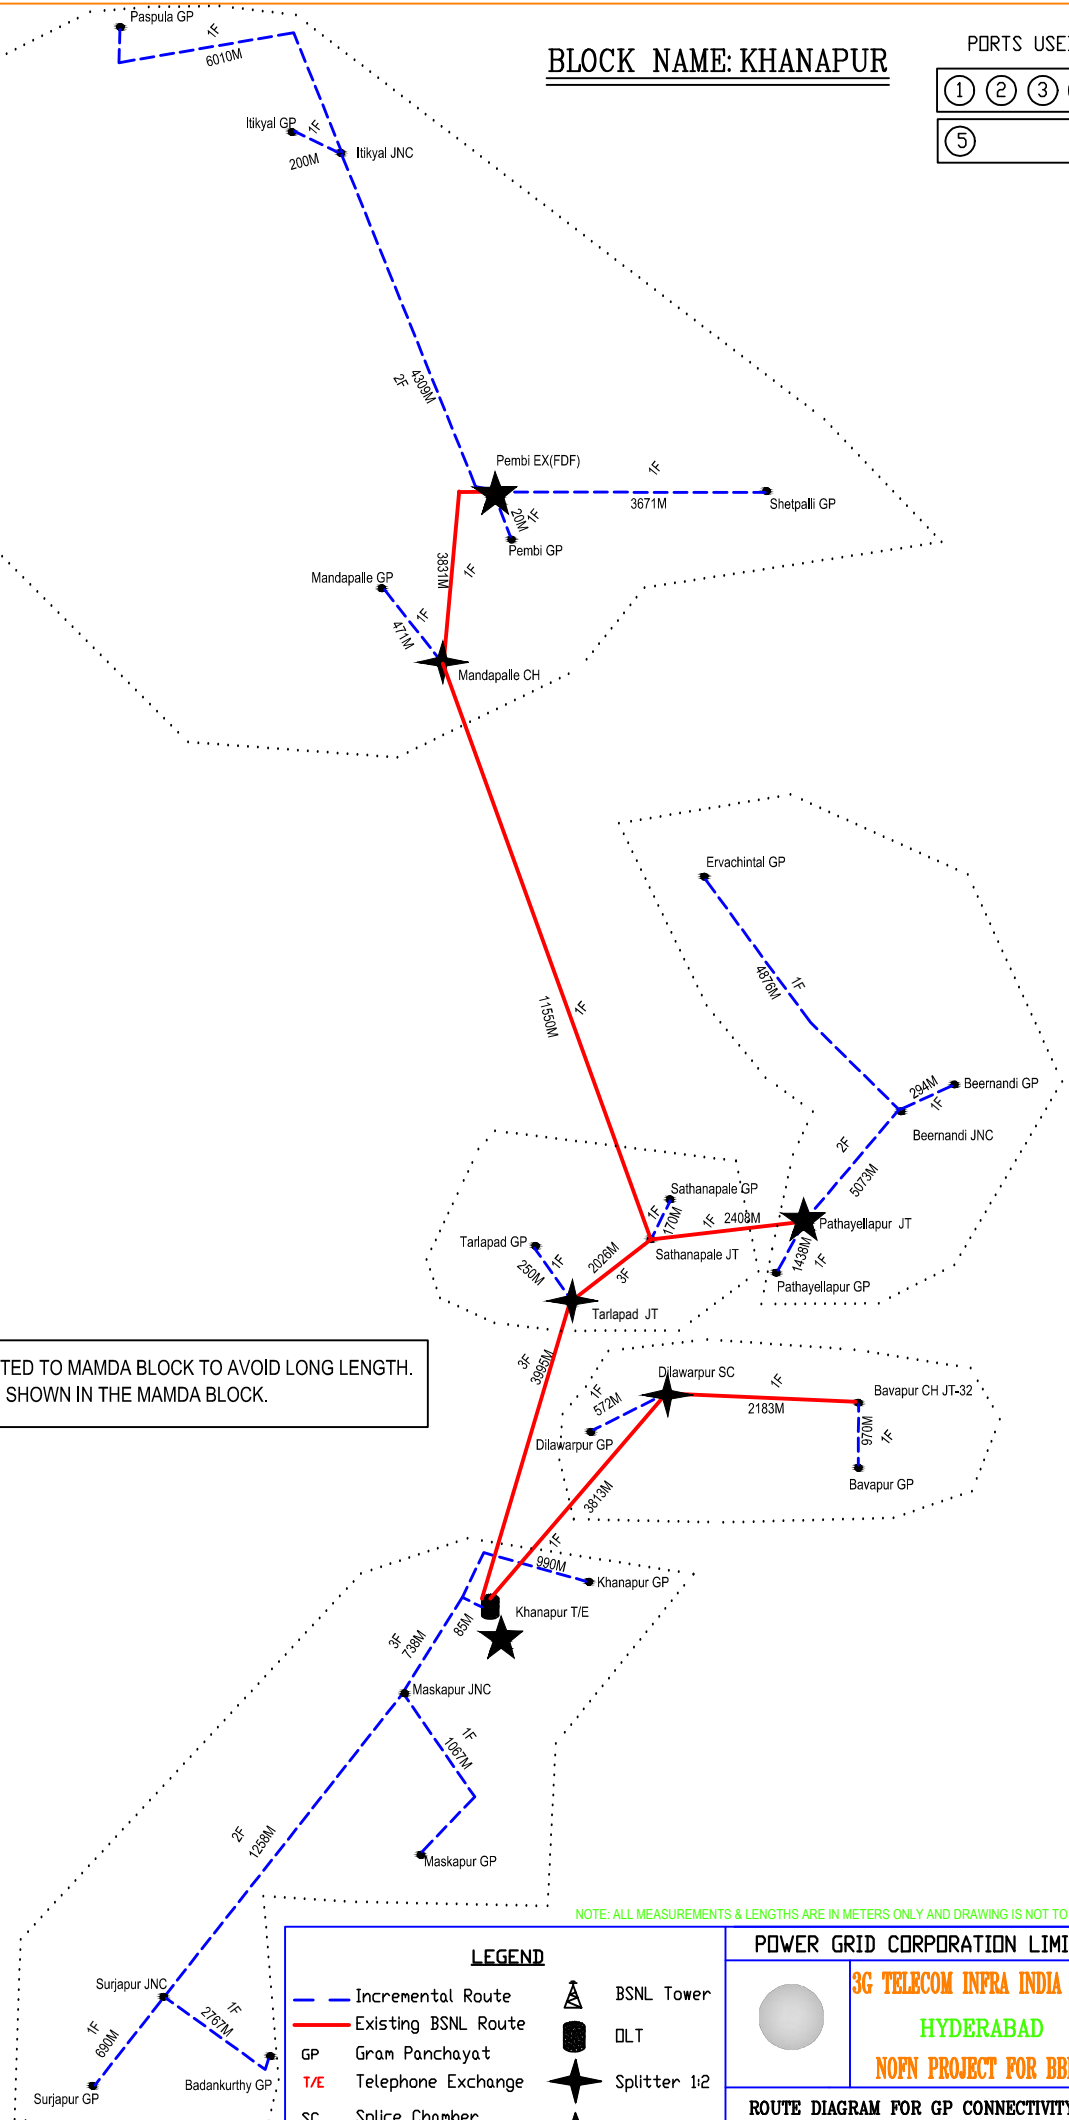 Paspula GP
1F
6010M
BLOCK NAME: KHANAPUR
PORTS USE
1 2 3
5
Itikyal GP
1F
200M
Itikyal JNC
2F
4309M
Pembi EX(FDF)
1F
3671M
Shetpalli GP
20M
1F
Pembi GP
3831M
1F
Mandapalle GP
1F
471M
Mandapalle CH
11550M
1F
Ervachintal GP
4876M
1F
294M
1F
Beernandi GP
Beernandi JNC
2F
5073M
Sathanapale GP
1F
170M
1F
2408M
Pathayellapur JT
Sathanapale JT
1438M
1F
Pathayellapur GP
Tarlapad GP
1F
250M
2026M
3F
Tarlapad JT
3F
3995M
TED TO MAMDA BLOCK TO AVOID LONG LENGTH.
SHOWN IN THE MAMDA BLOCK.
Dilawarpur SC
1F
572M
Dilawarpur GP
1F
2183M
Bavapur CH JT-32
970M
1F
Bavapur GP
3813M
1F
990M
Khanapur GP
Khanapur T/E
85M
3F
738M
Maskapur JNC
1F
1067M
Maskapur GP
2F
1258M
Surjapur JNC
1F
690M
Surjapur GP
1F
2767M
Badankurthy GP
NOTE: ALL MEASUREMENTS & LENGTHS ARE IN METERS ONLY AND DRAWING IS NOT TO
LEGEND
Incremental Route
Existing BSNL Route
GP Gram Panchayat
T/E Telephone Exchange
SC Splice Chamber
BSNL Tower
OLT
Splitter 1:2
POWER GRID CORPORATION LIMI
3G TELECOM INFRA INDIA
HYDERABAD
NOFN PROJECT FOR BB
ROUTE DIAGRAM FOR GP CONNECTIVITY